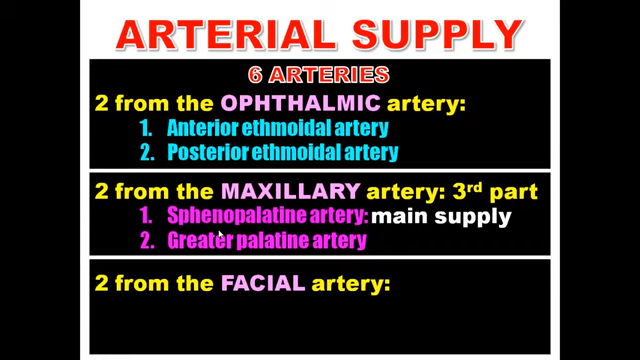 ARTERIAL SUPPLY
6 ARTERIES
2 from the OPHTHALMIC artery:
1. Anterior ethmoidal artery
2. Posterior ethmoidal artery
2 from the MAXILLARY artery: 3rd part
1. Sphenopalatine artery: main supply
2. Greater palatine artery
2 from the FACIAL artery: